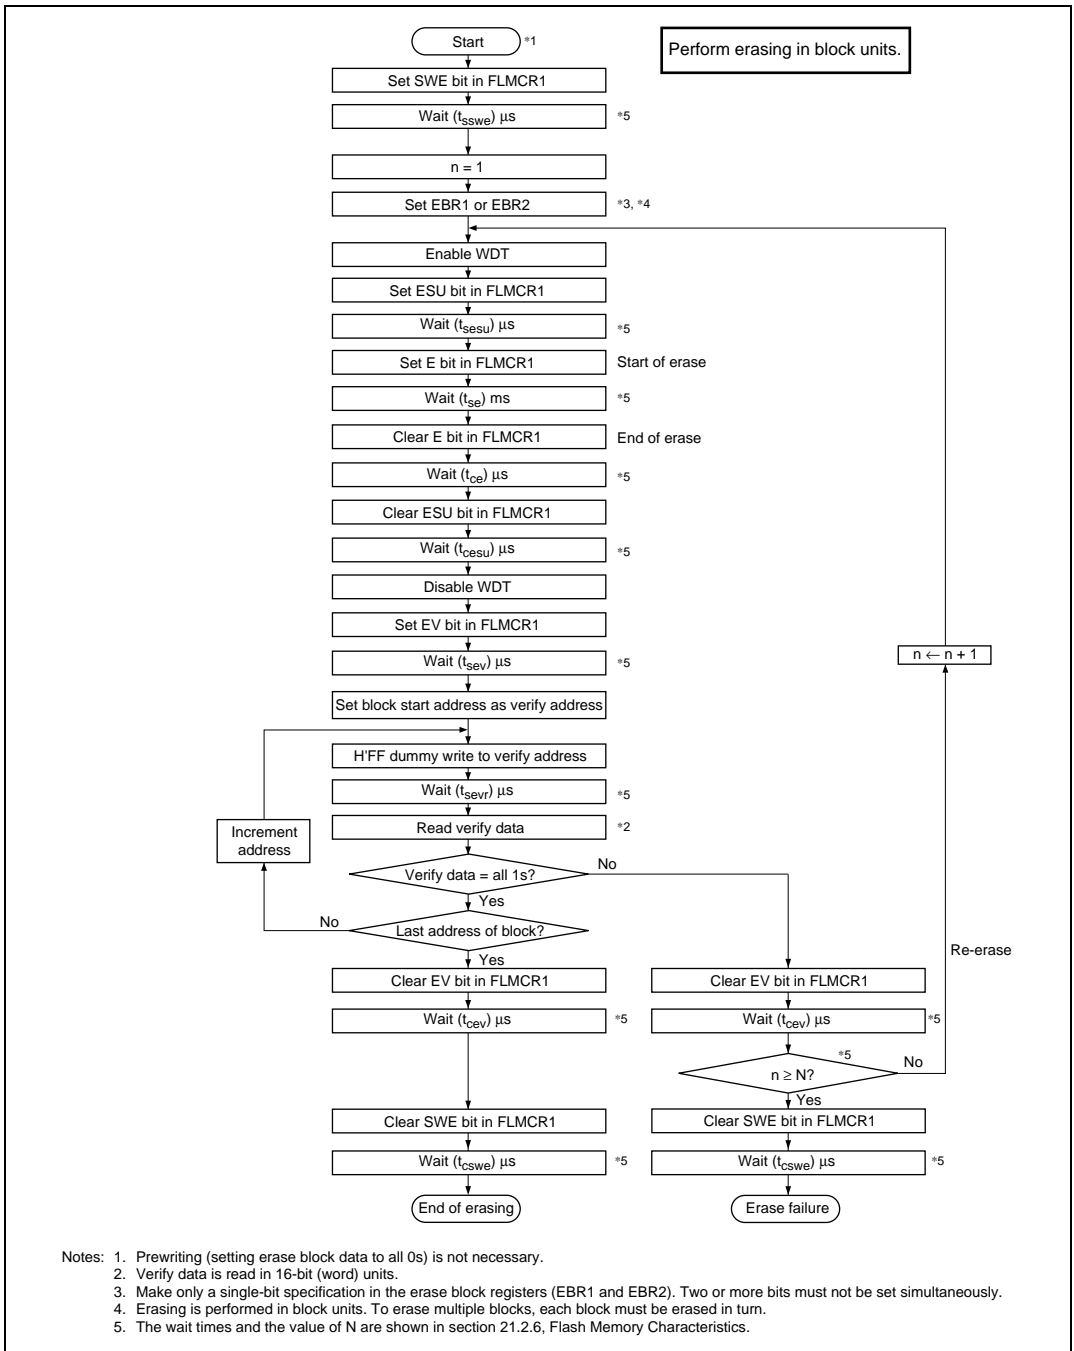 Start *1
Perform erasing in block units.
Set SWE bit in FLMCR1
Wait (tsswe) μs *5
n = 1
Set EBR1 or EBR2 *3, *4
Enable WDT
Set ESU bit in FLMCR1
Wait (tsesu) μs *5
Set E bit in FLMCR1 Start of erase
Wait (tse) ms *5
Clear E bit in FLMCR1 End of erase
Wait (tce) μs *5
Clear ESU bit in FLMCR1
Wait (tcesu) μs *5
Disable WDT
Set EV bit in FLMCR1
Wait (tsev) μs *5
n ← n + 1
Set block start address as verify address
H'FF dummy write to verify address
Wait (tsevr) μs *5
Read verify data *2
Increment
address
Verify data = all 1s? No
Yes
No Last address of block?
Yes
Re-erase
Clear EV bit in FLMCR1 Clear EV bit in FLMCR1
Wait (tcev) μs *5 Wait (tcev) μs *5
*5
n ≥ N? No
Yes
Clear SWE bit in FLMCR1 Clear SWE bit in FLMCR1
Wait (tcswe) μs *5 Wait (tcswe) μs *5
End of erasing Erase failure
Notes: 1. Prewriting (setting erase block data to all 0s) is not necessary.
2. Verify data is read in 16-bit (word) units.
3. Make only a single-bit specification in the erase block registers (EBR1 and EBR2). Two or more bits must not be set simultaneously.
4. Erasing is performed in block units. To erase multiple blocks, each block must be erased in turn.
5. The wait times and the value of N are shown in section 21.2.6, Flash Memory Characteristics.